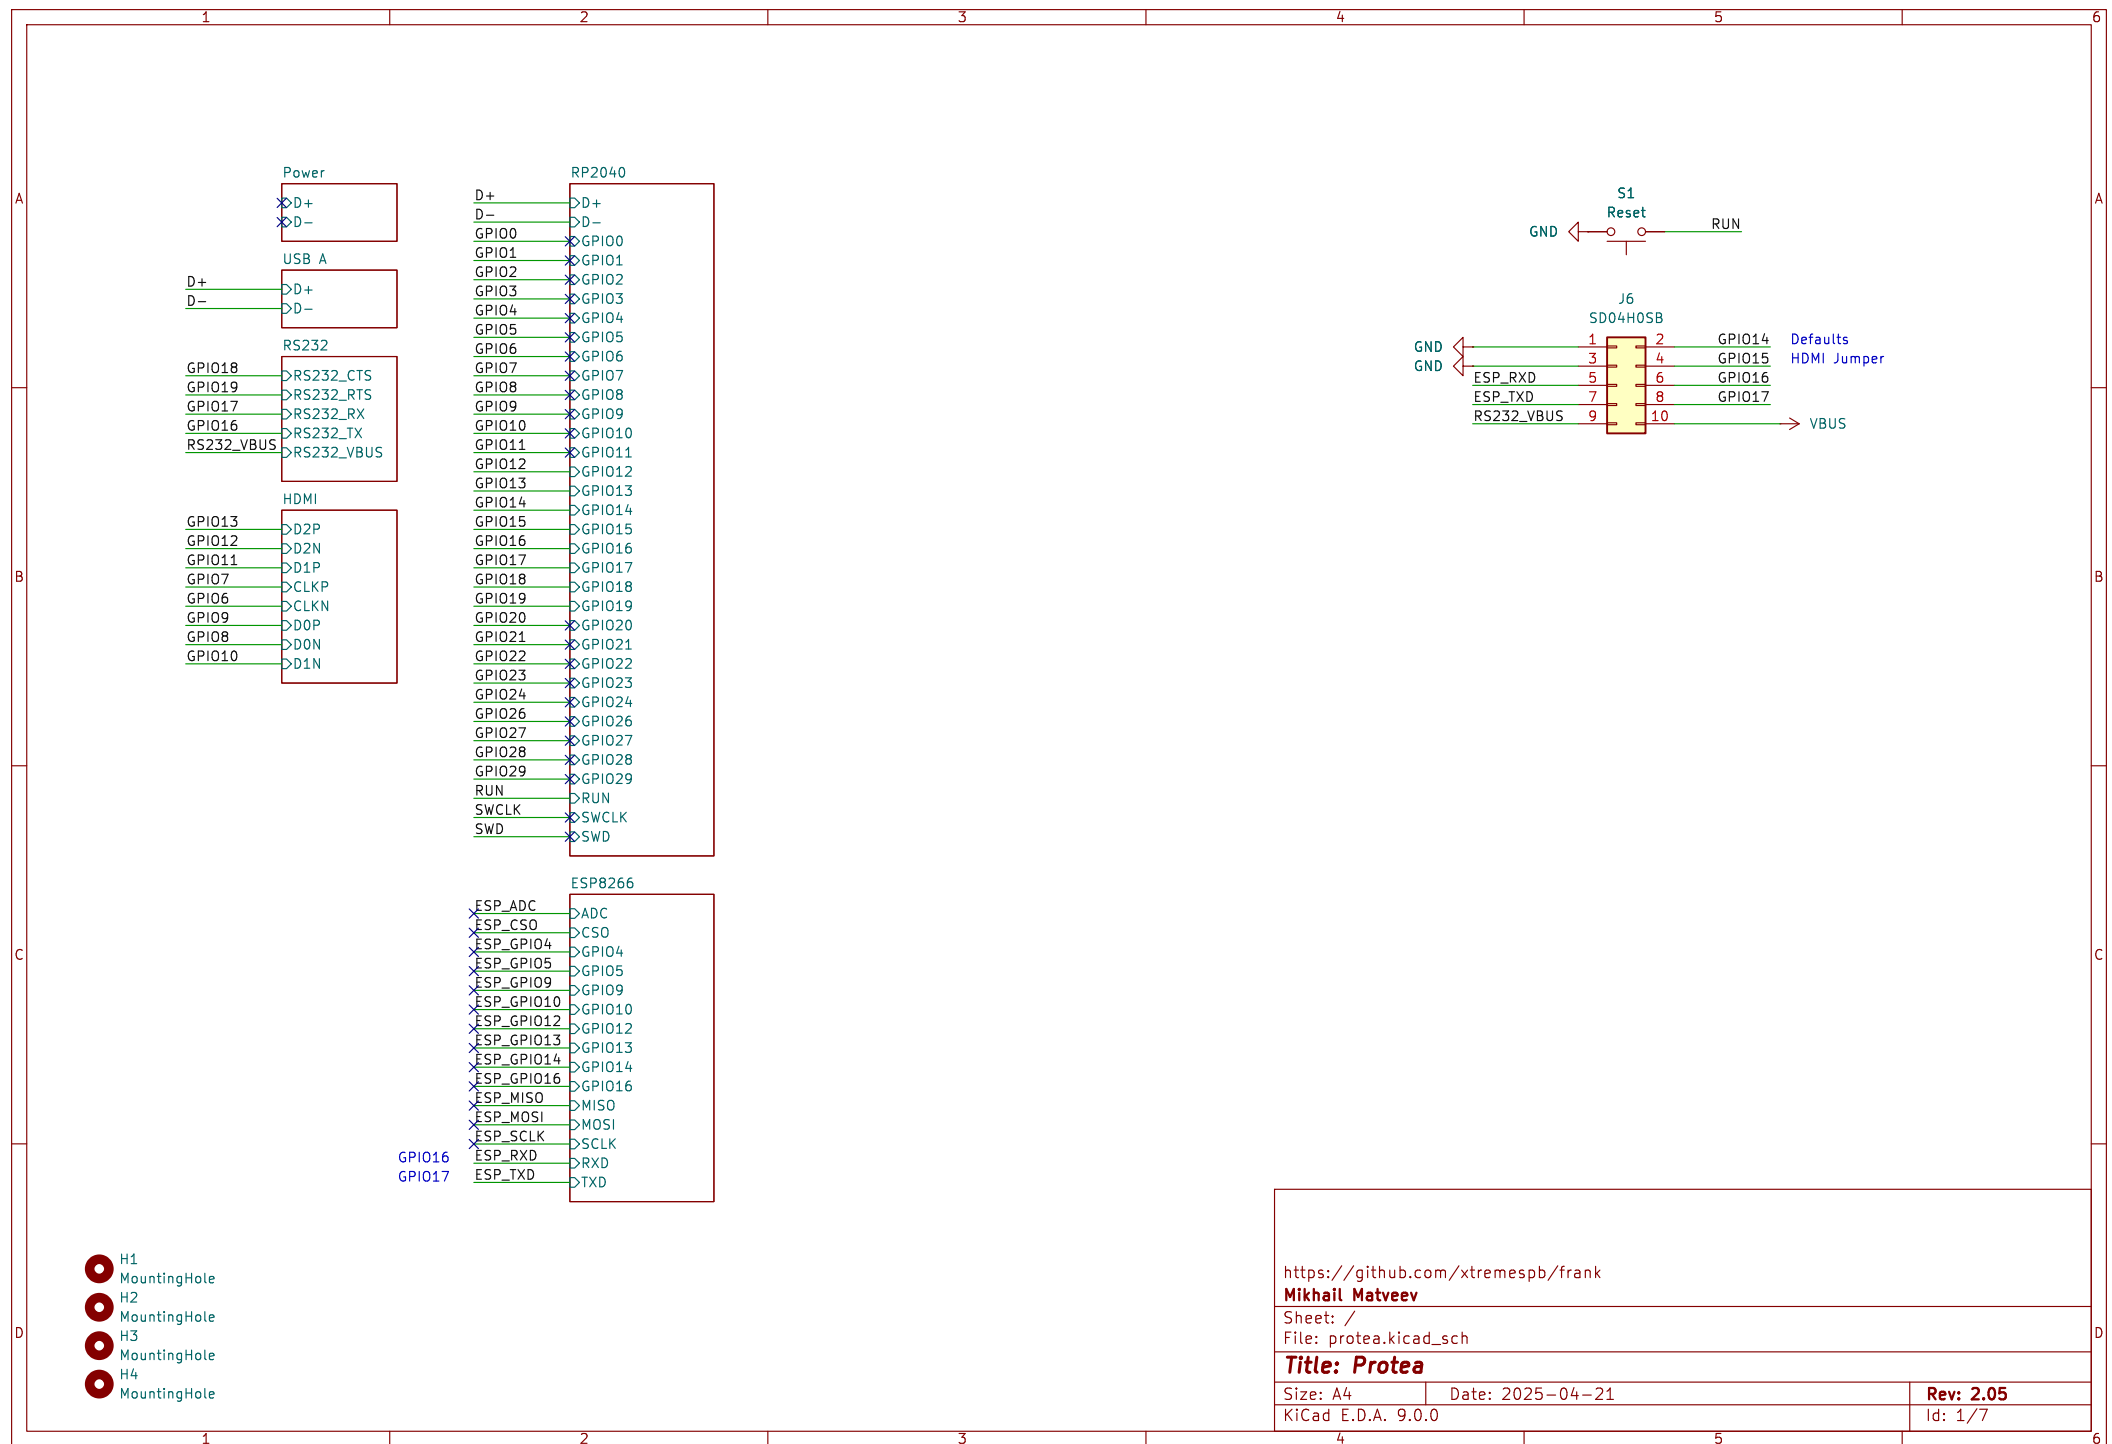 1 2 3 4 5 6
A
B
C
D
Power
D+
D-
USB A
D+ D+
D- D-
RS232
GPIO18 RS232_CTS
GPIO19 RS232_RTS
GPIO17 RS232_RX
GPIO16 RS232_TX
RS232_VBUS RS232_VBUS
HDMI
GPIO13 D2P
GPIO12 D2N
GPIO11 D1P
GPIO7 CLKP
GPIO6 CLKN
GPIO9 D0P
GPIO8 D0N
GPIO10 D1N
RP2040
D+ D+
D- D-
GPIO0 GPIO0
GPIO1 GPIO1
GPIO2 GPIO2
GPIO3 GPIO3
GPIO4 GPIO4
GPIO5 GPIO5
GPIO6 GPIO6
GPIO7 GPIO7
GPIO8 GPIO8
GPIO9 GPIO9
GPIO10 GPIO10
GPIO11 GPIO11
GPIO12 GPIO12
GPIO13 GPIO13
GPIO14 GPIO14
GPIO15 GPIO15
GPIO16 GPIO16
GPIO17 GPIO17
GPIO18 GPIO18
GPIO19 GPIO19
GPIO20 GPIO20
GPIO21 GPIO21
GPIO22 GPIO22
GPIO23 GPIO23
GPIO24 GPIO24
GPIO26 GPIO26
GPIO27 GPIO27
GPIO28 GPIO28
GPIO29 GPIO29
RUN RUN
SWCLK SWCLK
SWD SWD
ESP8266
ESP_ADC ADC
ESP_CSO CSO
ESP_GPIO4 GPIO4
ESP_GPIO5 GPIO5
ESP_GPIO9 GPIO9
ESP_GPIO10 GPIO10
ESP_GPIO12 GPIO12
ESP_GPIO13 GPIO13
ESP_GPIO14 GPIO14
ESP_GPIO16 GPIO16
ESP_MISO MISO
ESP_MOSI MOSI
ESP_SCLK SCLK
GPIO16 ESP_RXD RXD
GPIO17 ESP_TXD TXD
S1
Reset
GND RUN
J6
SD04H0SB
GND 1 2 GPIO14 Defaults
GND 3 4 GPIO15 HDMI Jumper
ESP_RXD 5 6 GPIO16
ESP_TXD 7 8 GPIO17
RS232_VBUS 9 10 VBUS
H1
MountingHole
H2
MountingHole
H3
MountingHole
H4
MountingHole
https://github.com/xtremespb/frank
Mikhail Matveev
Sheet: /
File: protea.kicad_sch
Title: Protea
Size: A4 Date: 2025-04-21 Rev: 2.05
KiCad E.D.A. 9.0.0 Id: 1/7
A
B
C
D
1 2 3 4 5 6